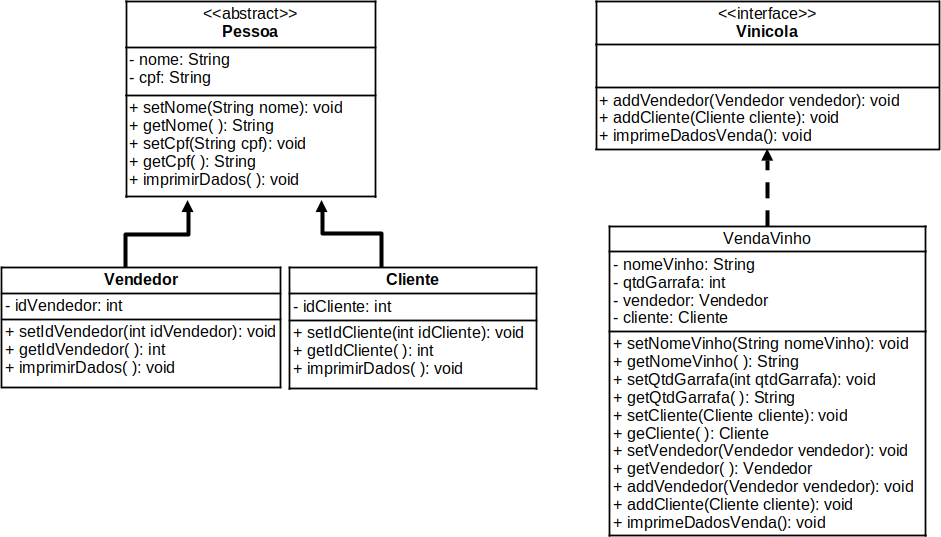 <<abstract>>
Pessoa
- nome: String
- cpf: String
+ setNome(String nome): void
+ getNome( ): String
+ setCpf(String cpf): void
+ getCpf( ): String
+ imprimirDados( ): void
<<interface>>
Vinicola
+ addVendedor(Vendedor vendedor): void
+ addCliente(Cliente cliente): void
+ imprimeDadosVenda(): void
Vendedor
- idVendedor: int
+ setIdVendedor(int idVendedor): void
+ getIdVendedor( ): int
+ imprimirDados( ): void
Cliente
- idCliente: int
+ setIdCliente(int idCliente): void
+ getIdCliente( ): int
+ imprimirDados( ): void
VendaVinho
- nomeVinho: String
- qtdGarrafa: int
- vendedor: Vendedor
- cliente: Cliente
+ setNomeVinho(String nomeVinho): void
+ getNomeVinho( ): String
+ setQtdGarrafa(int qtdGarrafa): void
+ getQtdGarrafa( ): String
+ setCliente(Cliente cliente): void
+ geCliente( ): Cliente
+ setVendedor(Vendedor vendedor): void
+ getVendedor( ): Vendedor
+ addVendedor(Vendedor vendedor): void
+ addCliente(Cliente cliente): void
+ imprimeDadosVenda(): void